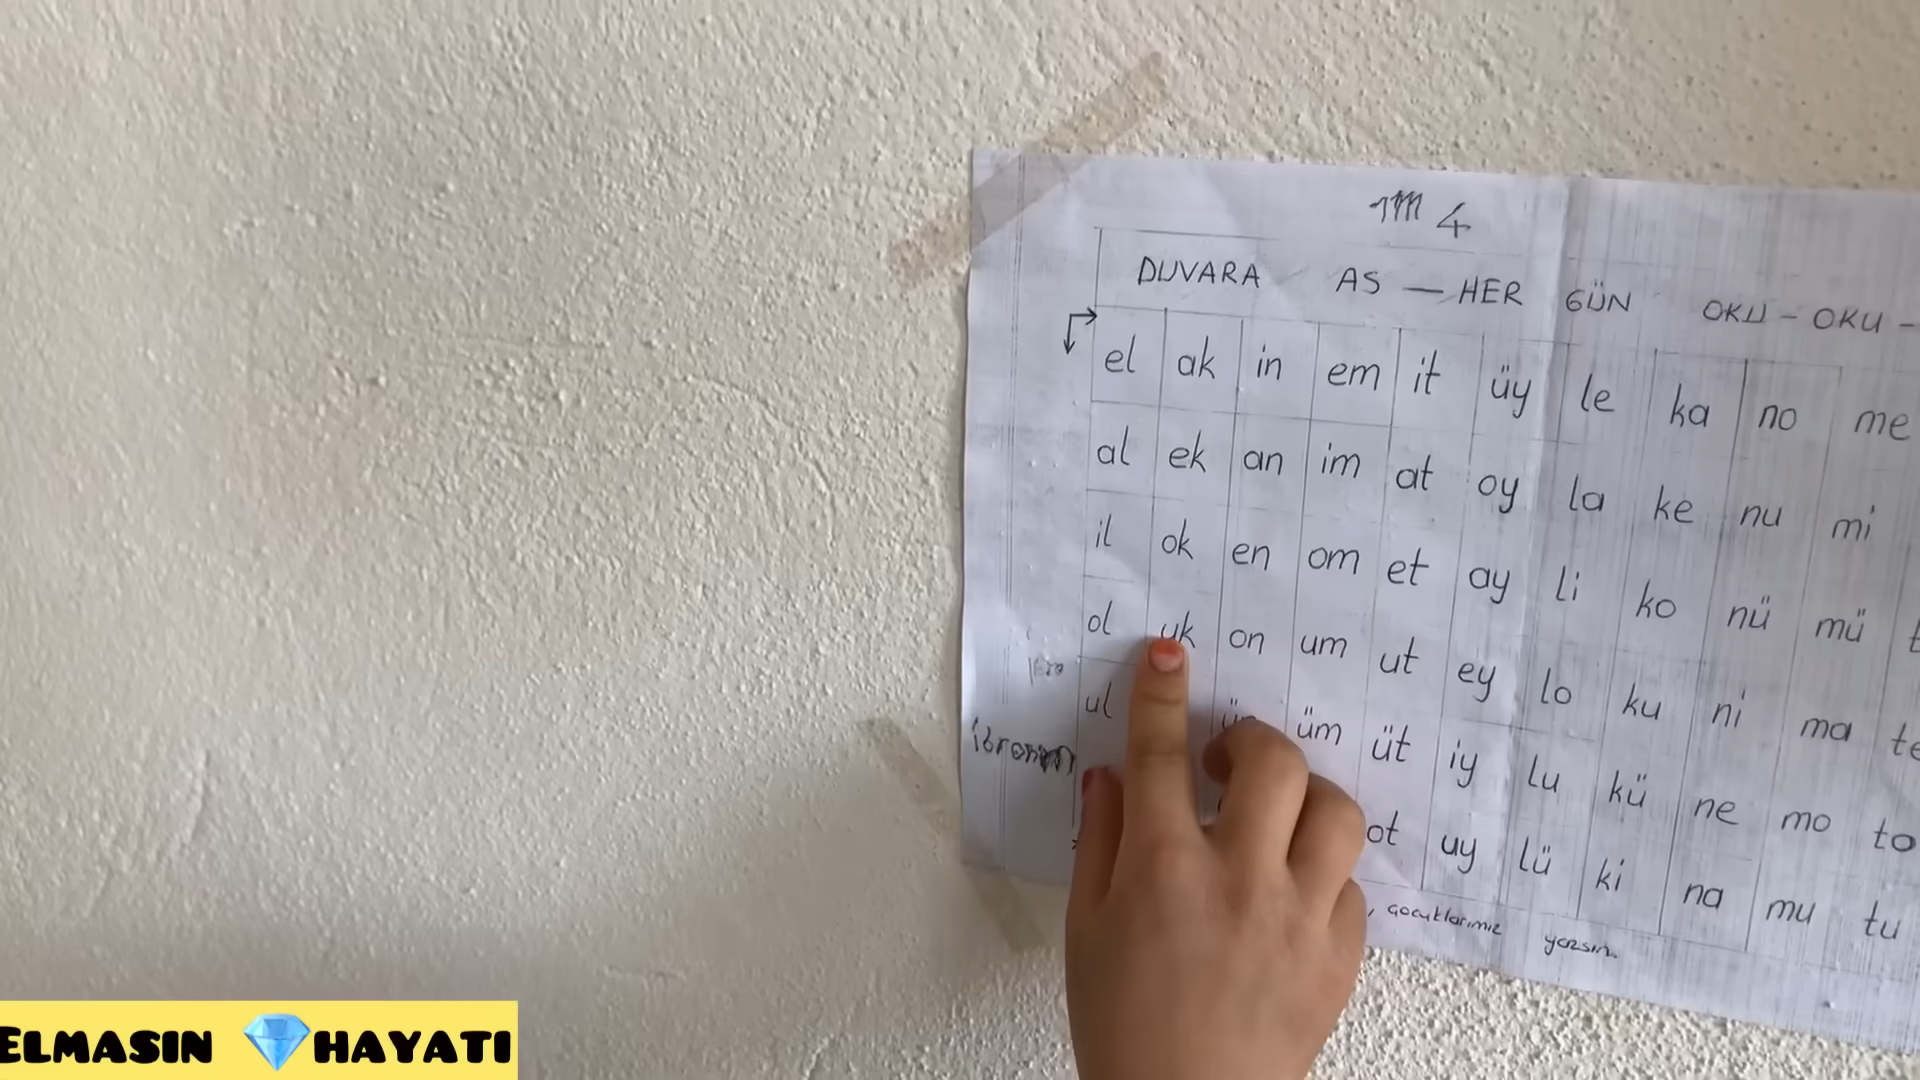 m 4
DUVARA AS — HER GÜN OKU - OKU -
el ak in em it üy le ka no me
al ek an im at oy la ke nu mi
il ok en om et ay li ko nü mü
ol uk on um ut ey lo ku ni ma te
ul ün üm üt iy lu kü ne mo to
ot uy lü ki na mu tu
, çocuklarımız yazsın.
ELMASIN HAYATI